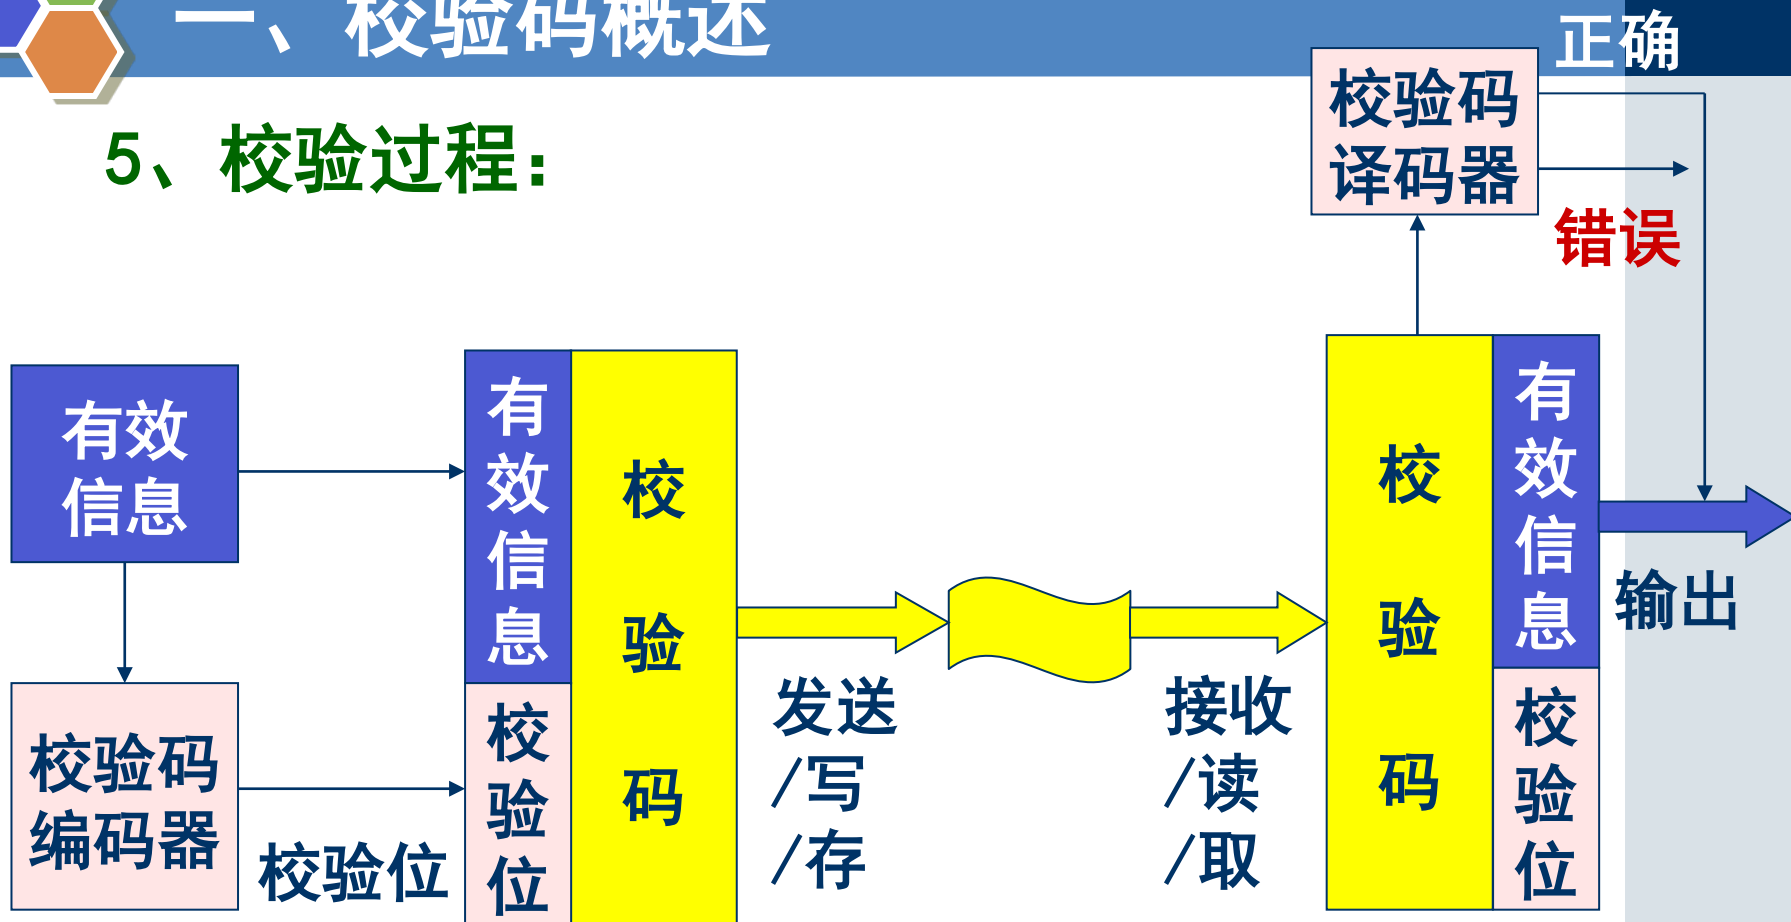 一、校验码概述
5、校验过程：
正确
校验码
译码器
错误
有效
信息
校验码
编码器
校验位
有
效
信
息
校
验
位
校
验
码
发送
/写
/存
接收
/读
/取
校
验
码
有
效
信
息
校
验
位
输出